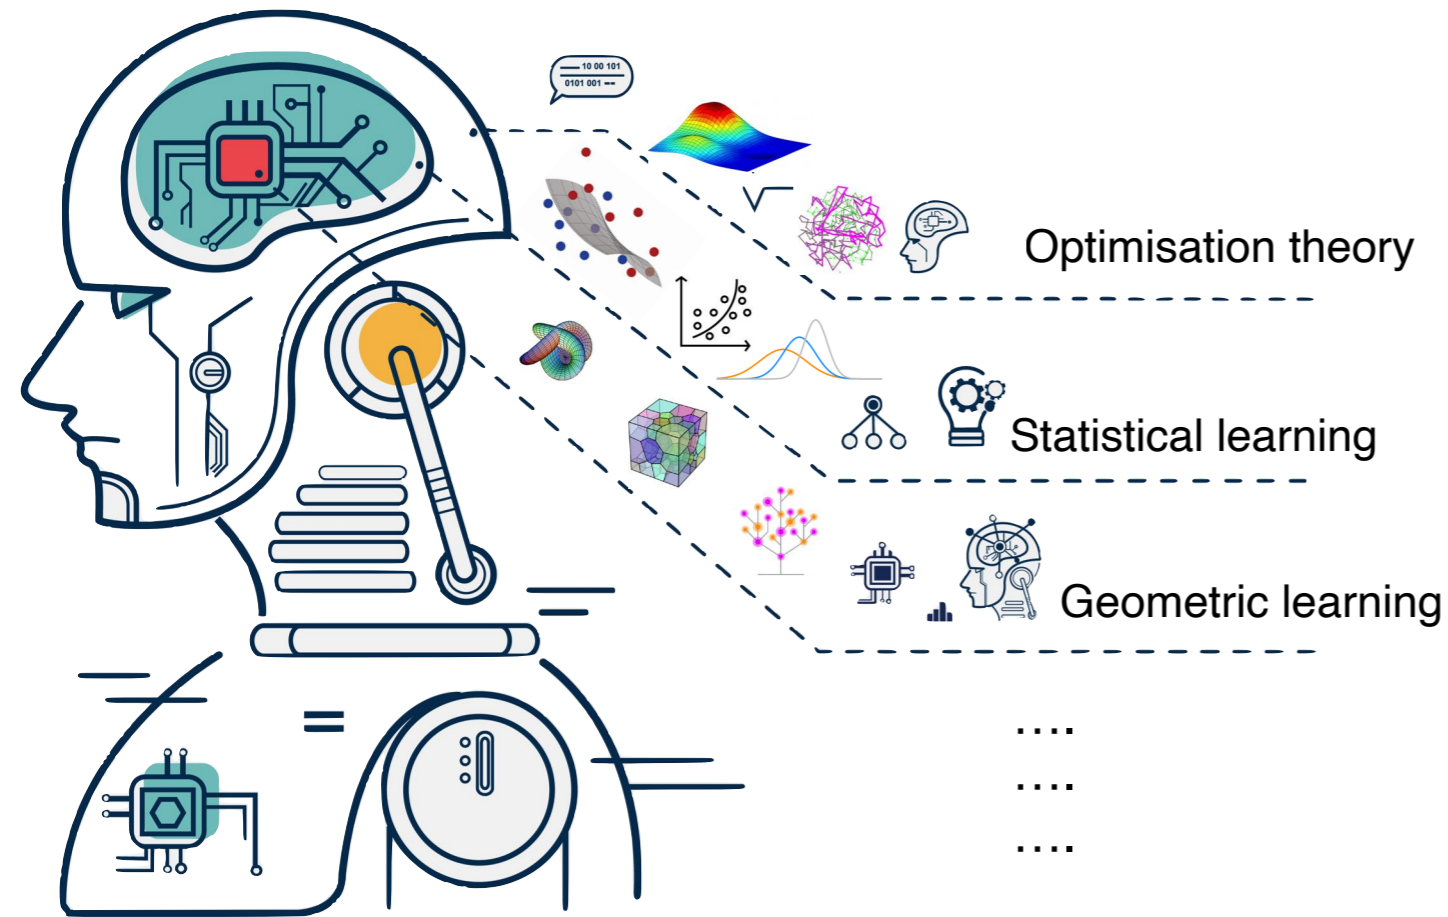 10 00 101
0101 001
Optimisation theory
Statistical learning
Geometric learning
....
....
....